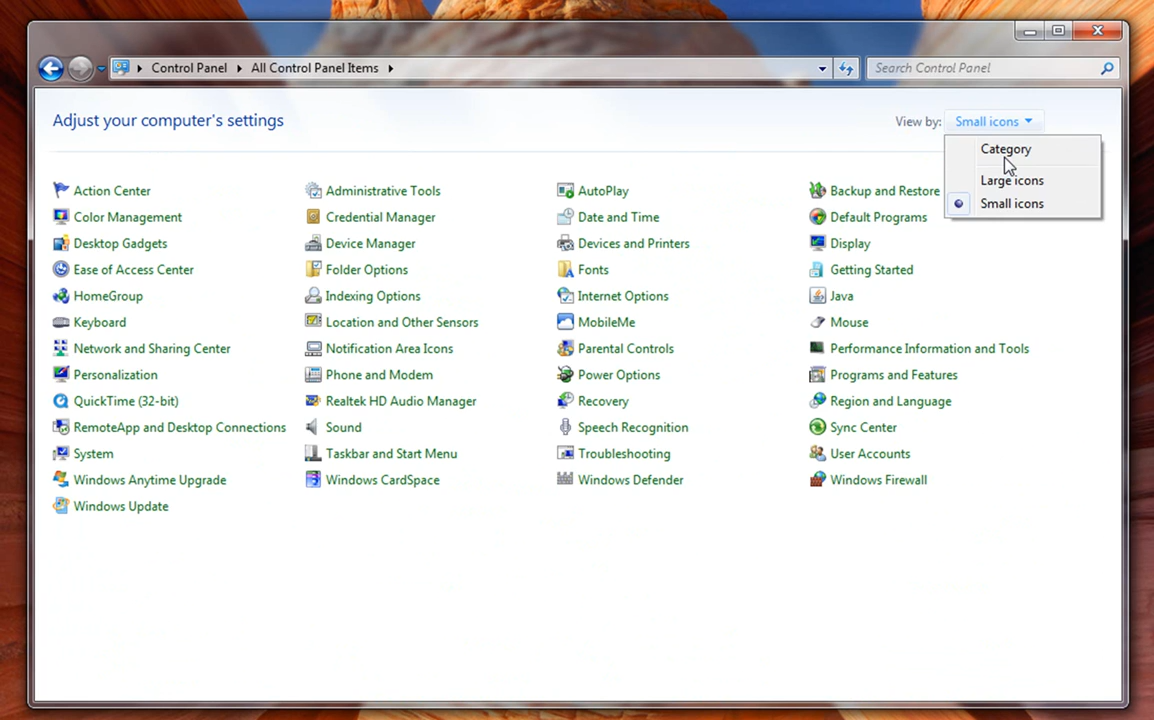 Control Panel All Control Panel Items Search Control Panel
Adjust your computer's settings View by: Small icons
Category
Large icons
Small icons
Action Center Administrative Tools AutoPlay Backup and Restore
Color Management Credential Manager Date and Time Default Programs
Desktop Gadgets Device Manager Devices and Printers Display
Ease of Access Center Folder Options Fonts Getting Started
HomeGroup Indexing Options Internet Options Java
Keyboard Location and Other Sensors MobileMe Mouse
Network and Sharing Center Notification Area Icons Parental Controls Performance Information and Tools
Personalization Phone and Modem Power Options Programs and Features
QuickTime (32-bit) Realtek HD Audio Manager Recovery Region and Language
RemoteApp and Desktop Connections Sound Speech Recognition Sync Center
System Taskbar and Start Menu Troubleshooting User Accounts
Windows Anytime Upgrade Windows CardSpace Windows Defender Windows Firewall
Windows Update